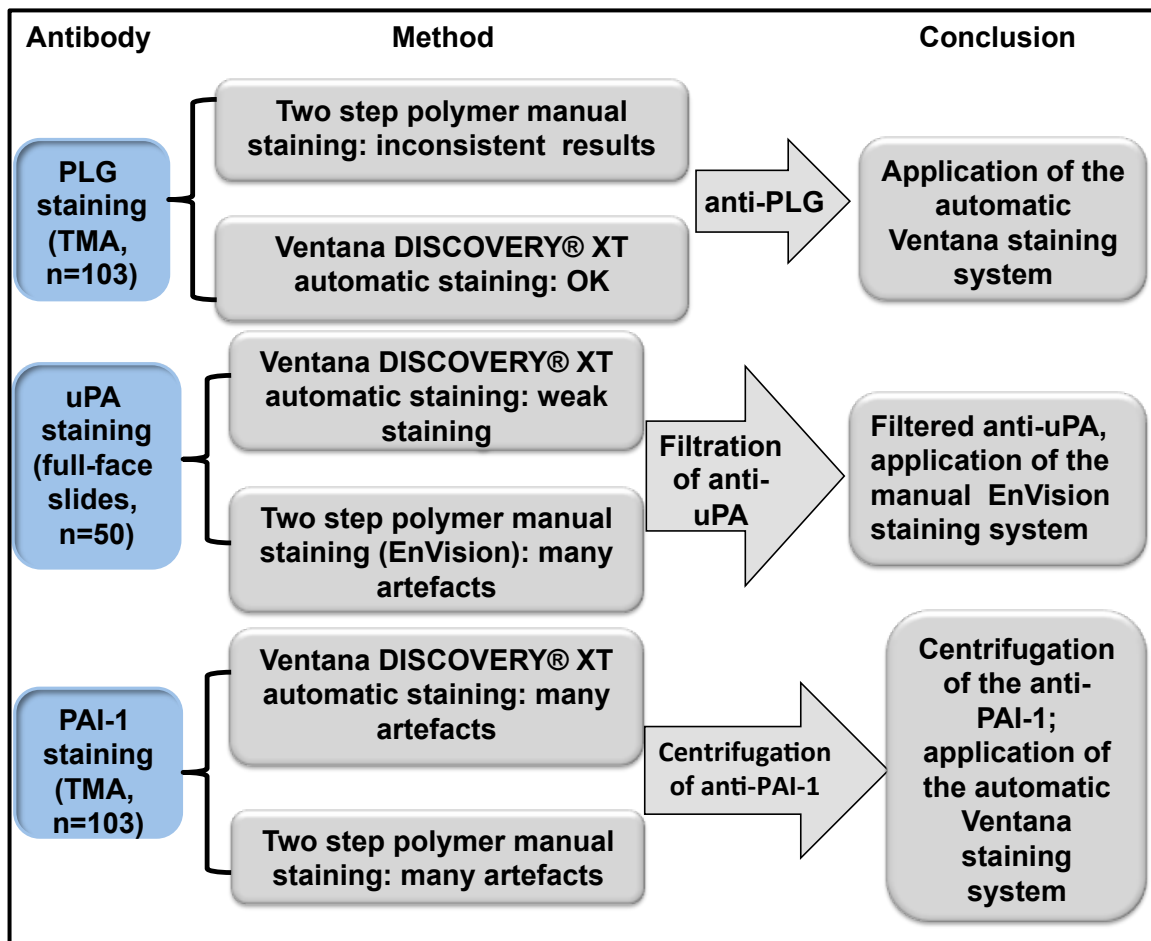 Antibody
Method
Conclusion
PLG
staining
(TMA,
n=103)
Two step polymer manual
staining: inconsistent results
Ventana DISCOVERY® XT
automatic staining: OK
anti-PLG
Application of the
automatic
Ventana staining
system
uPA
staining
(full-face
slides,
n=50)
Ventana DISCOVERY® XT
automatic staining: weak
staining
Two step polymer manual
staining (EnVision): many
artefacts
Filtration
of anti-
uPA
Filtered anti-uPA,
application of the
manual EnVision
staining system
PAI-1
staining
(TMA,
n=103)
Ventana DISCOVERY® XT
automatic staining: many
artefacts
Two step polymer manual
staining: many artefacts
Centrifugation
of anti-PAI-1
Centrifugation
of the anti-
PAI-1;
application of
the automatic
Ventana
staining
system